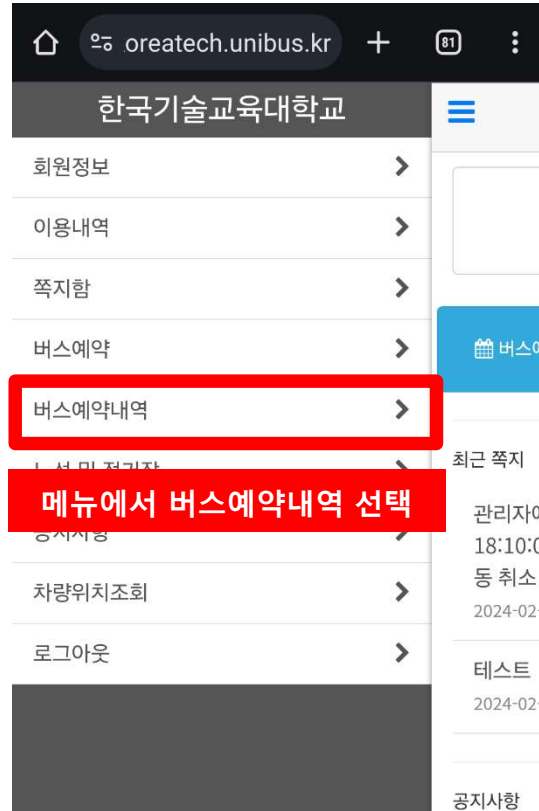 oreatech.unibus.kr
81
한국기술교육대학교
회원정보
이용내역
쪽지함
버스예약
버스예약내역
메뉴에서 버스예약내역 선택
차량위치조회
로그아웃
최근 쪽지
관리자
18:10:
동 취소
2024-02
테스트
2024-02
공지사항